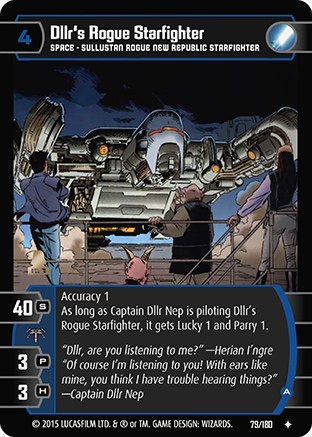 4
Dllr's Rogue Starfighter
SPACE - SULLUSTAN ROGUE NEW REPUBLIC STARFIGHTER
40 S
3 P
3 H
Accuracy 1
As long as Captain Dllr Nep is piloting Dllr's
Rogue Starfighter, it gets Lucky 1 and Parry 1.
"Dllr, are you listening to me?" —Herian I'ngre
"Of course I'm listening to you! With ears like
mine, you think I have trouble hearing things?"
—Captain Dllr Nep
A
© 2015 LUCASFILM LTD. & ® OR TM. GAME DESIGN: WIZARDS.
79/180